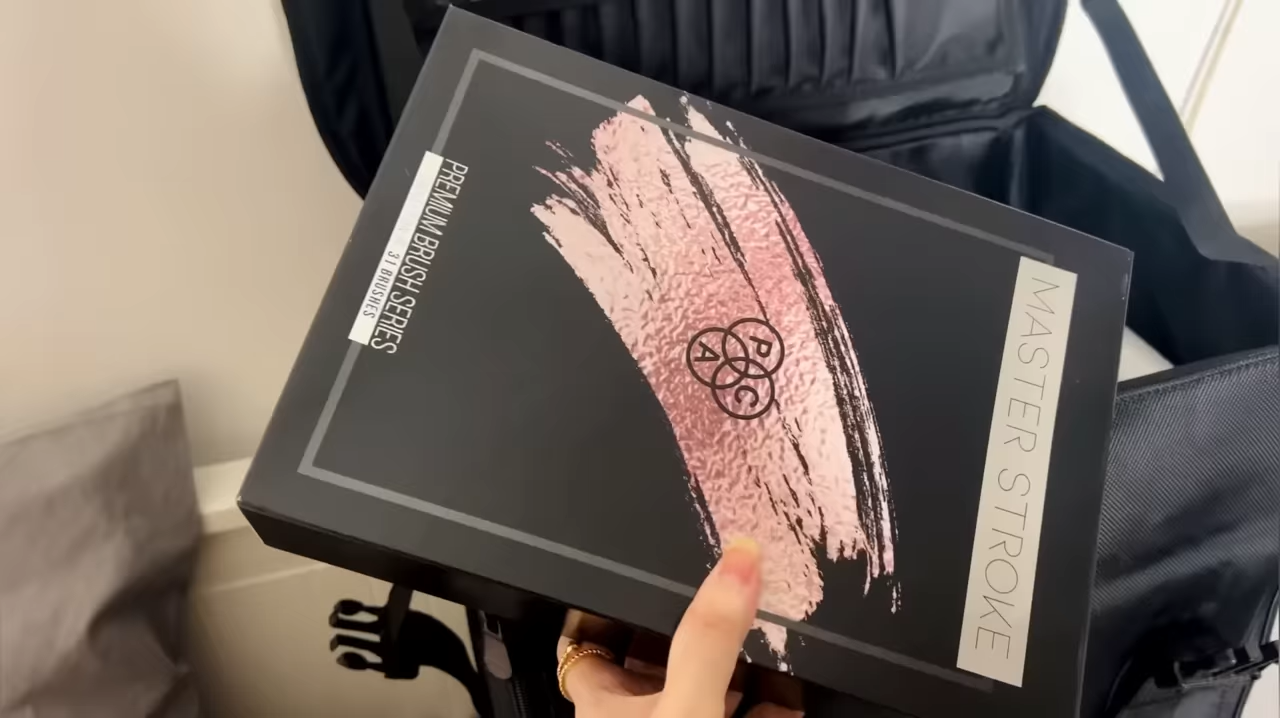 MASTER STROKE
P
A
C
PREMIUM BRUSH SERIES
31 BRUSHES